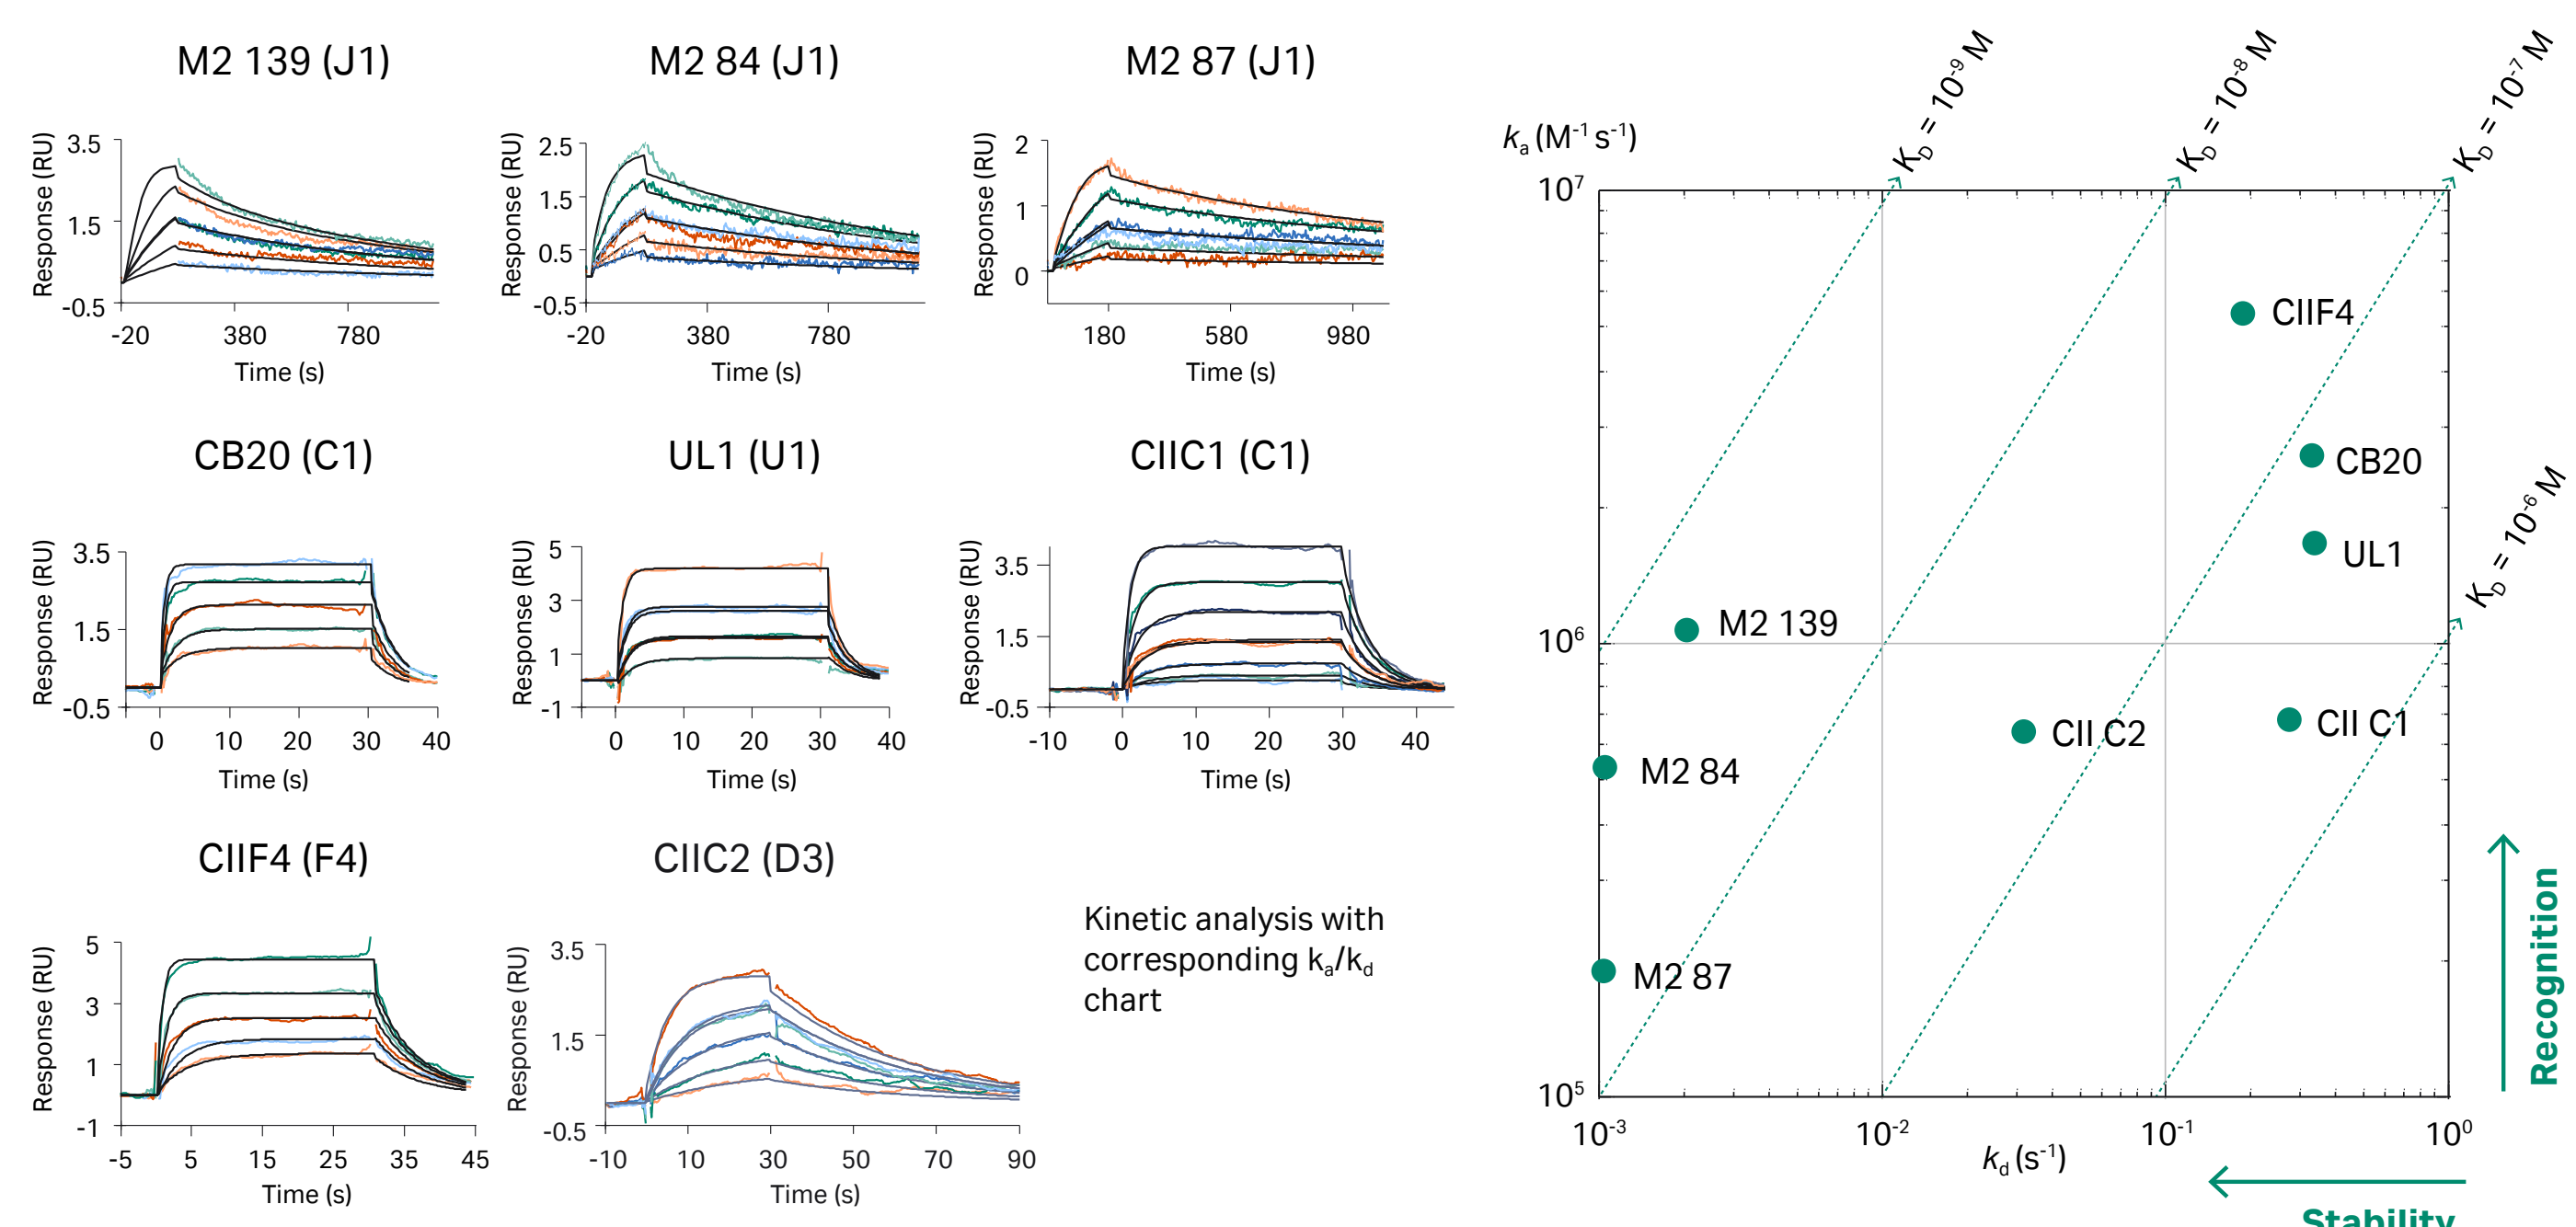 M2 139 (J1)
Response (RU)
3.5
1.5
-0.5
-20 380 780
Time (s)
M2 84 (J1)
Response (RU)
2.5
1.5
0.5
-0.5
-20 380 780
Time (s)
M2 87 (J1)
Response (RU)
2
1
0
180 580 980
Time (s)
CB20 (C1)
Response (RU)
3.5
1.5
-0.5
0 10 20 30 40
Time (s)
UL1 (U1)
Response (RU)
5
3
1
-1
0 10 20 30 40
Time (s)
CIIC1 (C1)
Response (RU)
3.5
1.5
-0.5
-10 0 10 20 30 40
Time (s)
CIIF4 (F4)
Response (RU)
5
3
1
-1
-5 5 15 25 35 45
Time (s)
CIIC2 (D3)
Response (RU)
3.5
1.5
-0.5
-10 10 30 50 70 90
Time (s)
Kinetic analysis with
corresponding kₐ/k_d
chart
kₐ (M⁻¹ s⁻¹)
K_D = 10⁻⁹ M
K_D = 10⁻⁸ M
K_D = 10⁻⁷ M
K_D = 10⁻⁶ M
10⁷
10⁶
10⁵
CIIF4
CB20
UL1
M2 139
CII C2
CII C1
M2 84
M2 87
10⁻³ 10⁻² 10⁻¹ 10⁰
k_d (s⁻¹)
Recognition
Stability